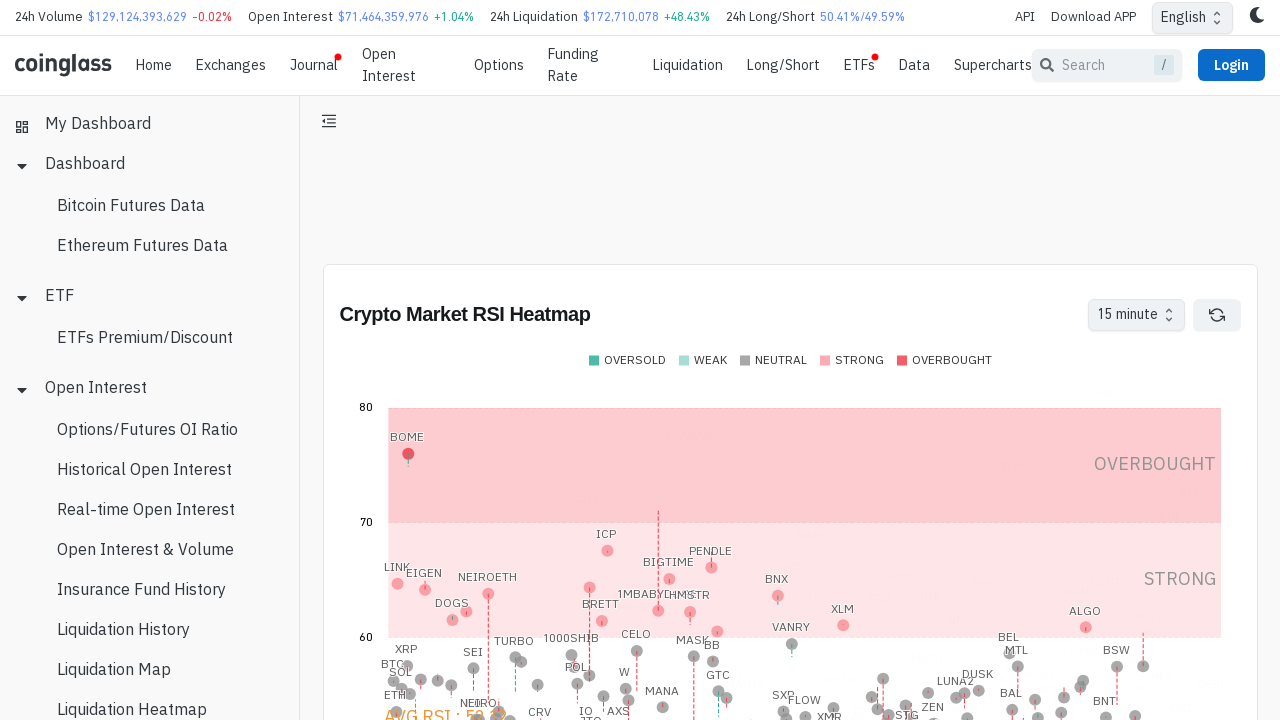 24h Volume $129,124,393,629 -0.02% Open Interest $71,464,359,976 +1.04% 24h Liquidation $172,710,078 +48.43% 24h Long/Short 50.41%/49.59% API Download APP English
coinglass Home Exchanges Journal Open Interest Options Funding Rate Liquidation Long/Short ETFs Data Supercharts Search / Login
My Dashboard
Dashboard
Bitcoin Futures Data
Ethereum Futures Data
ETF
ETFs Premium/Discount
Open Interest
Options/Futures OI Ratio
Historical Open Interest
Real-time Open Interest
Open Interest & Volume
Insurance Fund History
Liquidation History
Liquidation Map
Liquidation Heatmap
Crypto Market RSI Heatmap 15 minute
OVERSOLD WEAK NEUTRAL STRONG OVERBOUGHT
80
BOME
OVERBOUGHT
70
ICP
PENDLE
BIGTIME
LINK
EIGEN
NEIROETH
BNX
STRONG
1MBABYD
HMSTR
DOGS
BRETT
XLM
ALGO
VANRY
60
CELO
1000SHIB
TURBO
MASK
BB
BEL
MTL
BSW
XRP
SEI
BTC
SOL
POL
W
GTC
DUSK
LUNA2
ETH
MANA
SXP
FLOW
BAL
BNT
NEIRO
CRV
IO
AXS
JTO
XMR
STG
ZEN
AVG RSI :